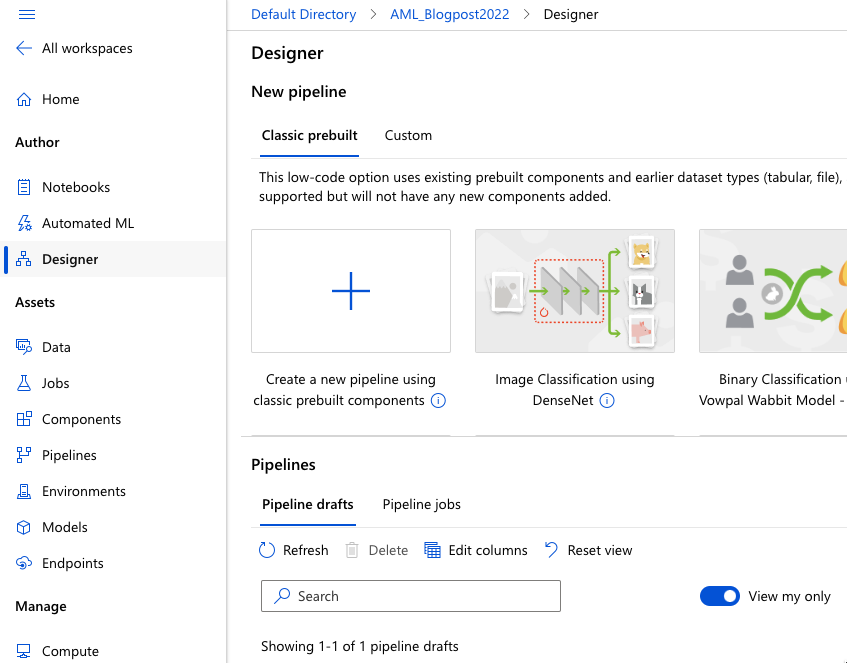 All workspaces
Home
Author
Notebooks
Automated ML
Designer
Assets
Data
Jobs
Components
Pipelines
Environments
Models
Endpoints
Manage
Compute
Default Directory > AML_Blogpost2022 > Designer
Designer
New pipeline
Classic prebuilt Custom
This low-code option uses existing prebuilt components and earlier dataset types (tabular, file),
supported but will not have any new components added.
Create a new pipeline using
classic prebuilt components
Image Classification using
DenseNet
Binary Classification
Vowpal Wabbit Model -
Pipelines
Pipeline drafts Pipeline jobs
Refresh Delete Edit columns Reset view
Search
View my only
Showing 1-1 of 1 pipeline drafts